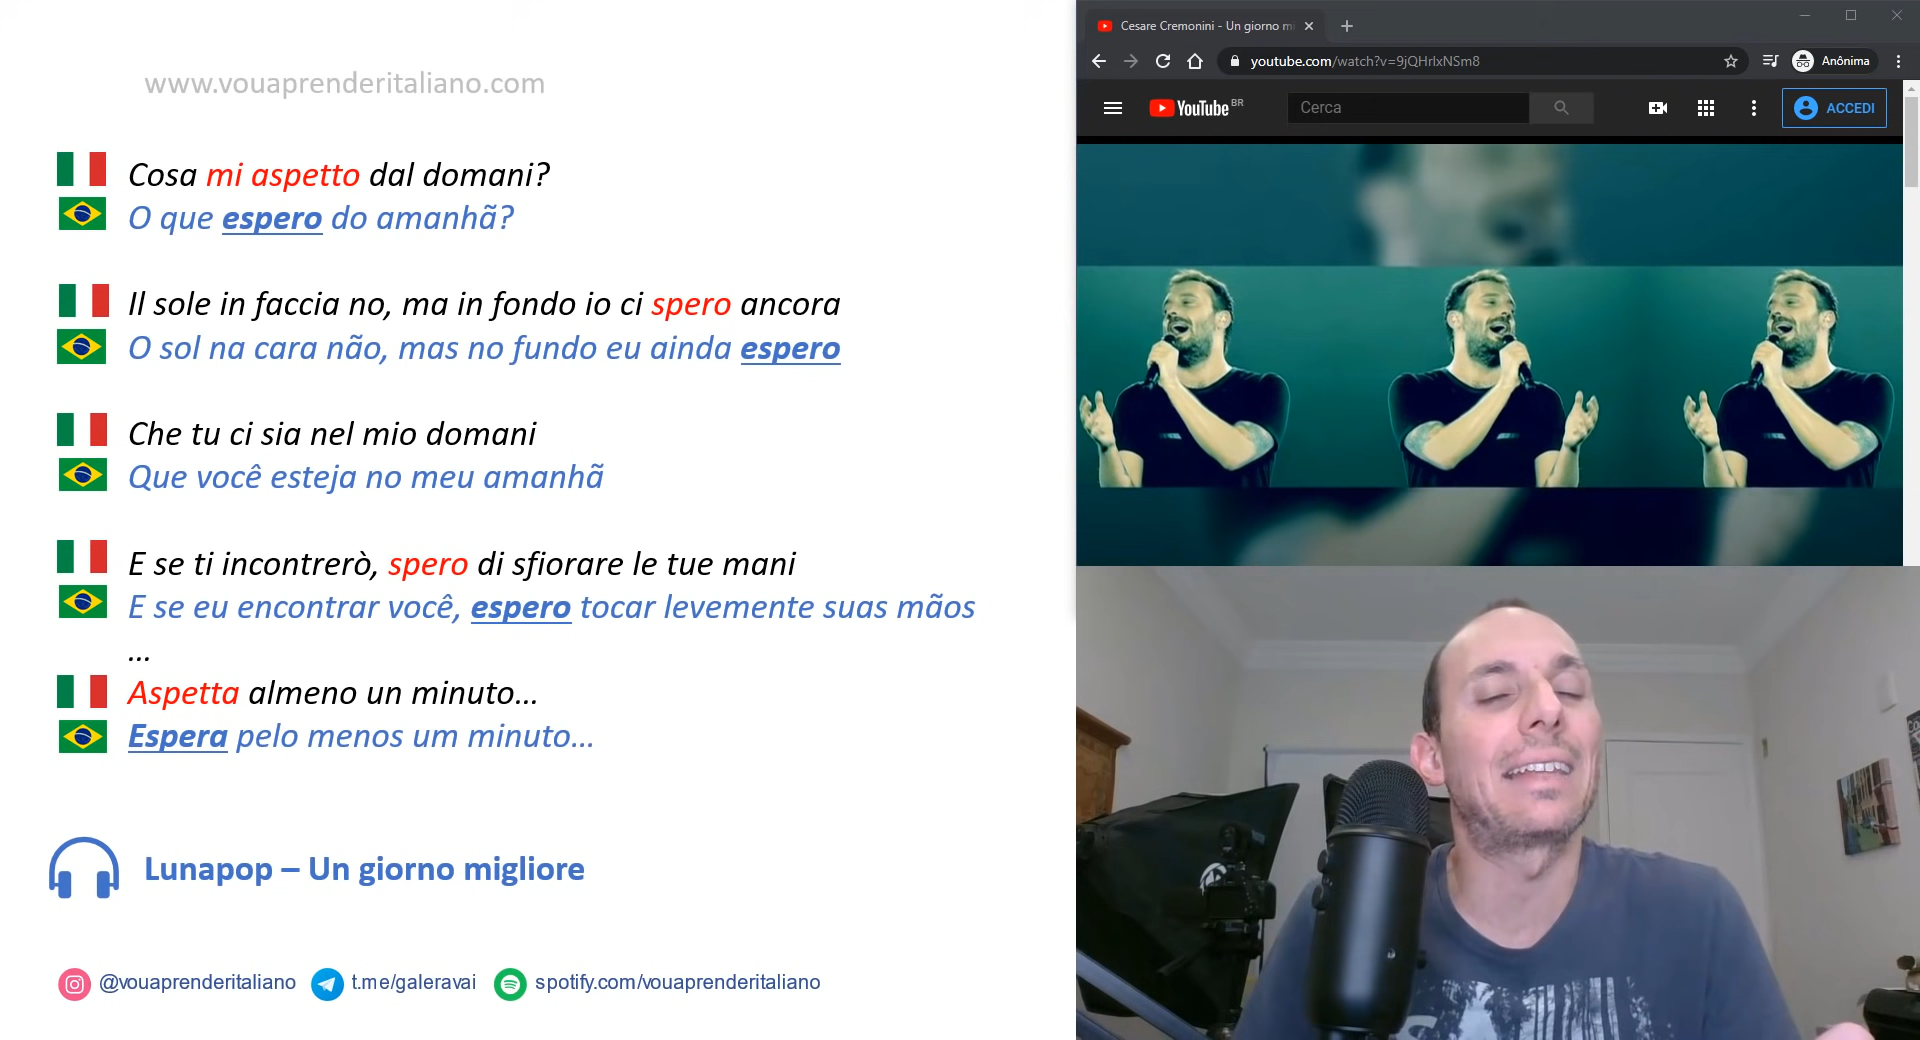 www.vouaprenderitaliano.com
Cosa mi aspetto dal domani?
O que espero do amanhã?
Il sole in faccia no, ma in fondo io ci spero ancora
O sol na cara não, mas no fundo eu ainda espero
Che tu ci sia nel mio domani
Que você esteja no meu amanhã
E se ti incontrerò, spero di sfiorare le tue mani
E se eu encontrar você, espero tocar levemente suas mãos
...
Aspetta almeno un minuto...
Espera pelo menos um minuto...
Lunapop – Un giorno migliore
@vouaprenderitaliano t.me/galeravai spotify.com/vouaprenderitaliano
Cesare Cremonini - Un giorno m
youtube.com/watch?v=9jQHrlxNSm8 Anônima
YouTube BR Cerca ACCEDI